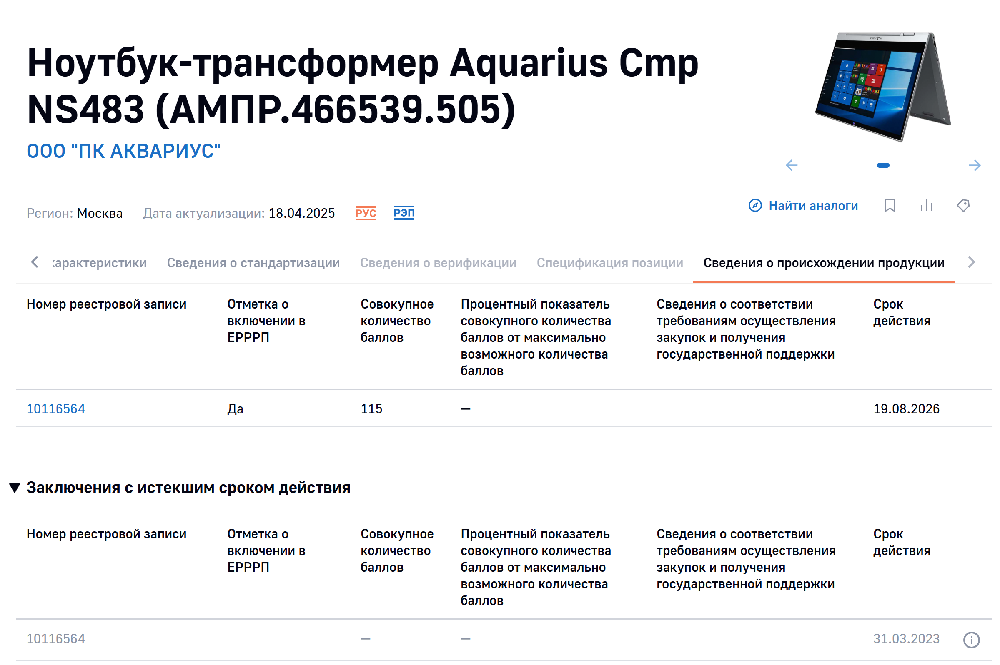 Ноутбук-трансформер Aquarius Cmp
NS483 (АМПР.466539.505)
ООО "ПК АКВАРИУС"
Регион: Москва Дата актуализации: 18.04.2025 РУС РЭП
Найти аналоги
характеристики Сведения о стандартизации Сведения о верификации Спецификация позиции Сведения о происхождении продукции
Номер реестровой записи Отметка о Совокупное Процентный показатель Сведения о соответствии Срок
включении в количество совокупного количества требованиям осуществления действия
ЕРРРП баллов баллов от максимально закупок и получения
возможного количества государственной поддержки
баллов
10116564 Да 115 — 19.08.2026
Заключения с истекшим сроком действия
Номер реестровой записи Отметка о Совокупное Процентный показатель Сведения о соответствии Срок
включении в количество совокупного количества требованиям осуществления действия
ЕРРРП баллов баллов от максимально закупок и получения
возможного количества государственной поддержки
баллов
10116564 — — 31.03.2023